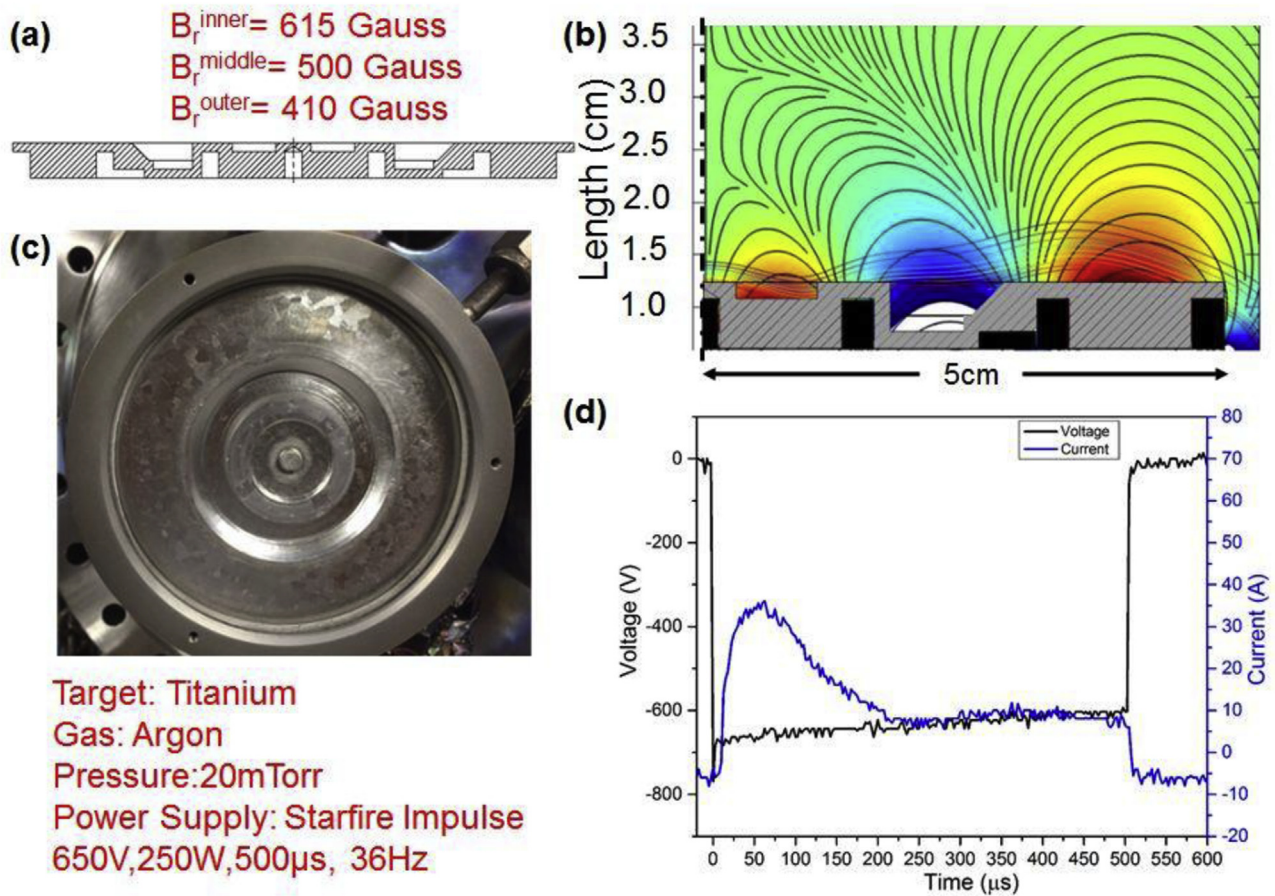 (a)
B_r^inner= 615 Gauss
B_r^middle= 500 Gauss
B_r^outer= 410 Gauss
(b)
Length (cm)
3.5
3.0
2.5
2.0
1.5
1.0
5cm
(c)
Target: Titanium
Gas: Argon
Pressure:20mTorr
Power Supply: Starfire Impulse
650V,250W,500µs, 36Hz
(d)
Voltage
Current
Voltage (V)
0
-200
-400
-600
-800
Current (A)
80
70
60
50
40
30
20
10
0
-10
-20
0 50 100 150 200 250 300 350 400 450 500 550 600
Time (µs)